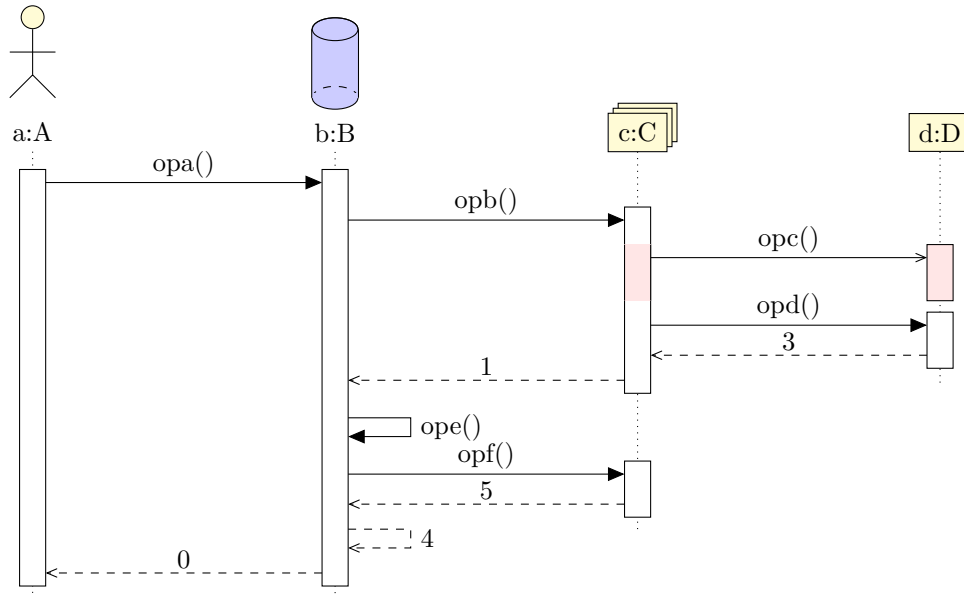 a:A
b:B
c:C
d:D
opa()
opb()
opc()
opd()
3
1
ope()
opf()
5
4
0